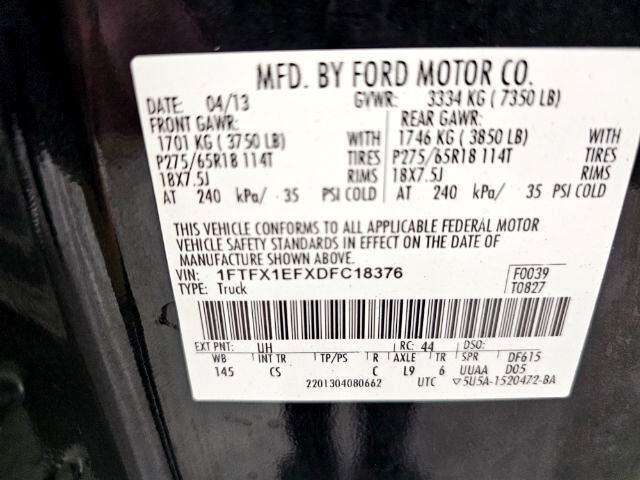 MFD. BY FORD MOTOR CO.
DATE: 04/13 GVWR: 3334 KG ( 7350 LB)
FRONT GAWR: REAR GAWR:
1701 KG ( 3750 LB) WITH 1746 KG ( 3850 LB) WITH
P275/65R18 114T TIRES P275/65R18 114T TIRES
18X7.5J RIMS 18X7.5J RIMS
AT 240 kPa/ 35 PSI COLD AT 240 kPa/ 35 PSI COLD
THIS VEHICLE CONFORMS TO ALL APPLICABLE FEDERAL MOTOR
VEHICLE SAFETY STANDARDS IN EFFECT ON THE DATE OF
MANUFACTURE SHOWN ABOVE.
VIN: 1FTFX1EFXDFC18376 F0039
TYPE: Truck T0827
EXT PNT: UH RC: 44 DSO:
WB INT TR TP/PS R AXLE TR SPR DF615
145 CS C L9 6 UUAA D05
2201304080662 UTC ▽5U5A-1520472-BA